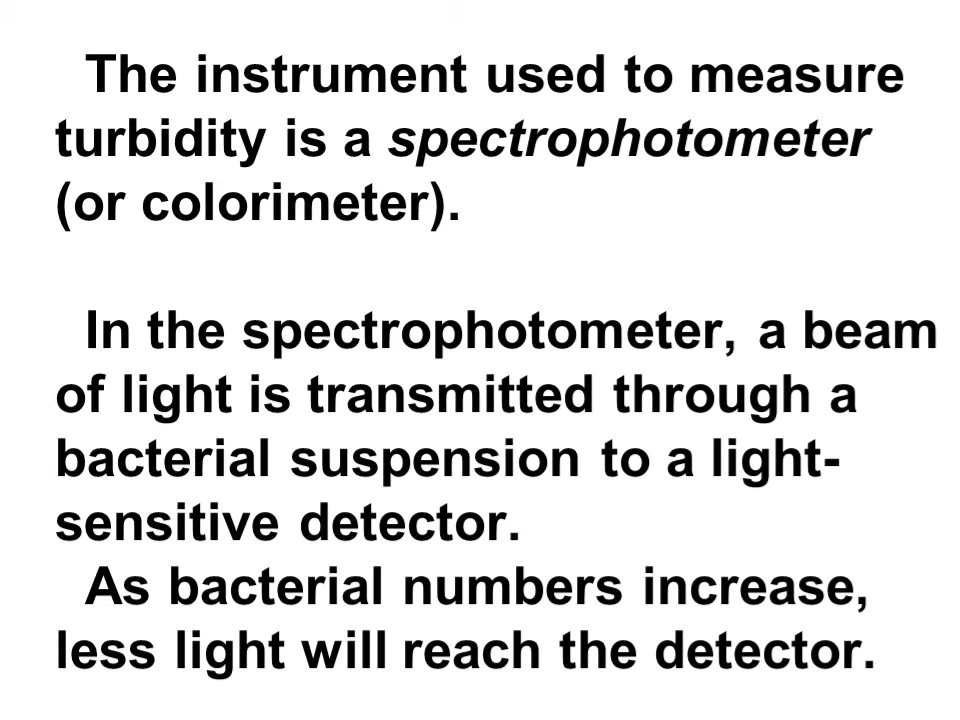 The instrument used to measure
turbidity is a spectrophotometer
(or colorimeter).
In the spectrophotometer, a beam
of light is transmitted through a
bacterial suspension to a light-
sensitive detector.
As bacterial numbers increase,
less light will reach the detector.